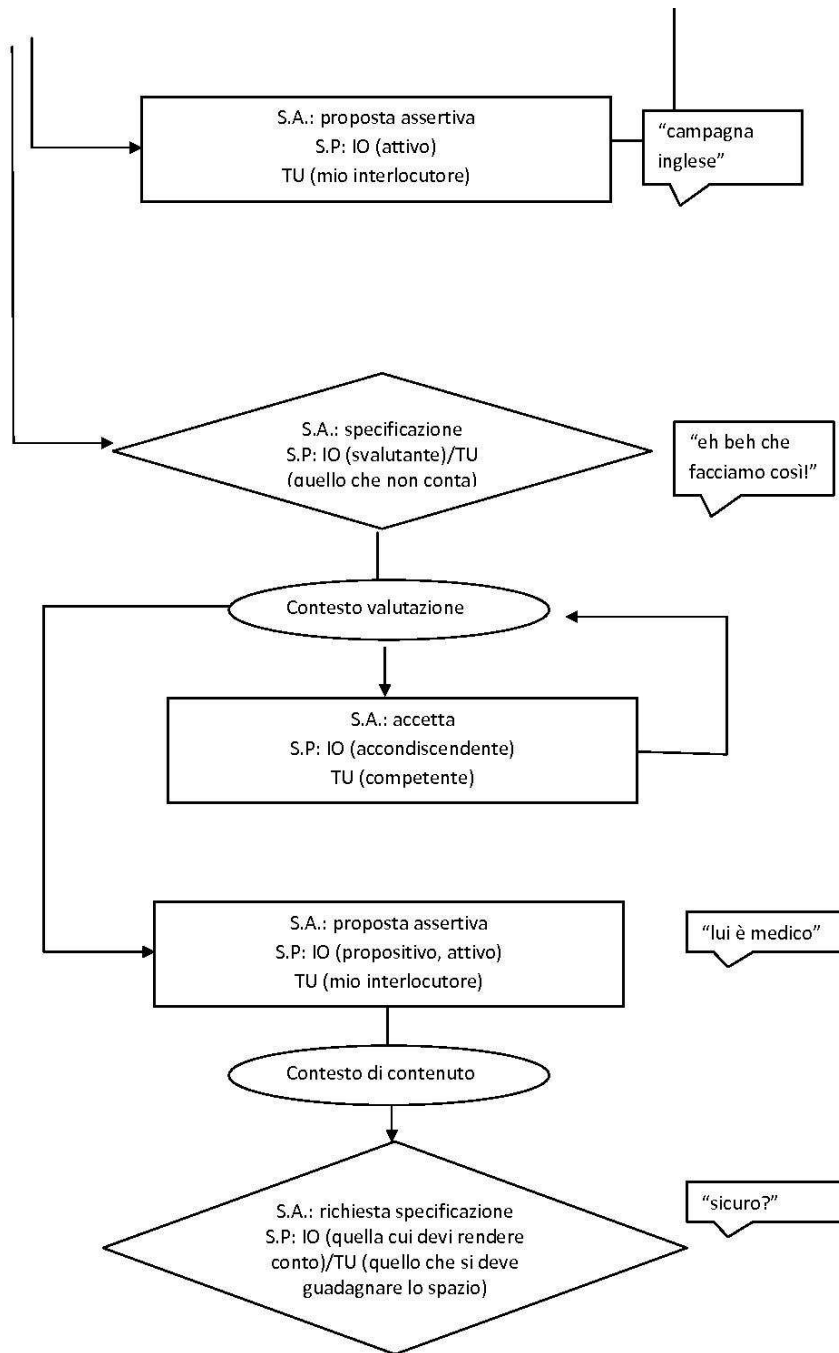 S.A.: proposta assertiva
S.P: IO (attivo)
TU (mio interlocutore)
“campagna
inglese”
S.A.: specificazione
S.P: IO (svalutante)/TU
(quello che non conta)
“eh beh che
facciamo così!”
Contesto valutazione
S.A.: accetta
S.P: IO (accondiscendente)
TU (competente)
S.A.: proposta assertiva
S.P: IO (propositivo, attivo)
TU (mio interlocutore)
“lui è medico”
Contesto di contenuto
S.A.: richiesta specificazione
S.P: IO (quella cui devi rendere
conto)/TU (quello che si deve
guadagnare lo spazio)
“sicuro?”